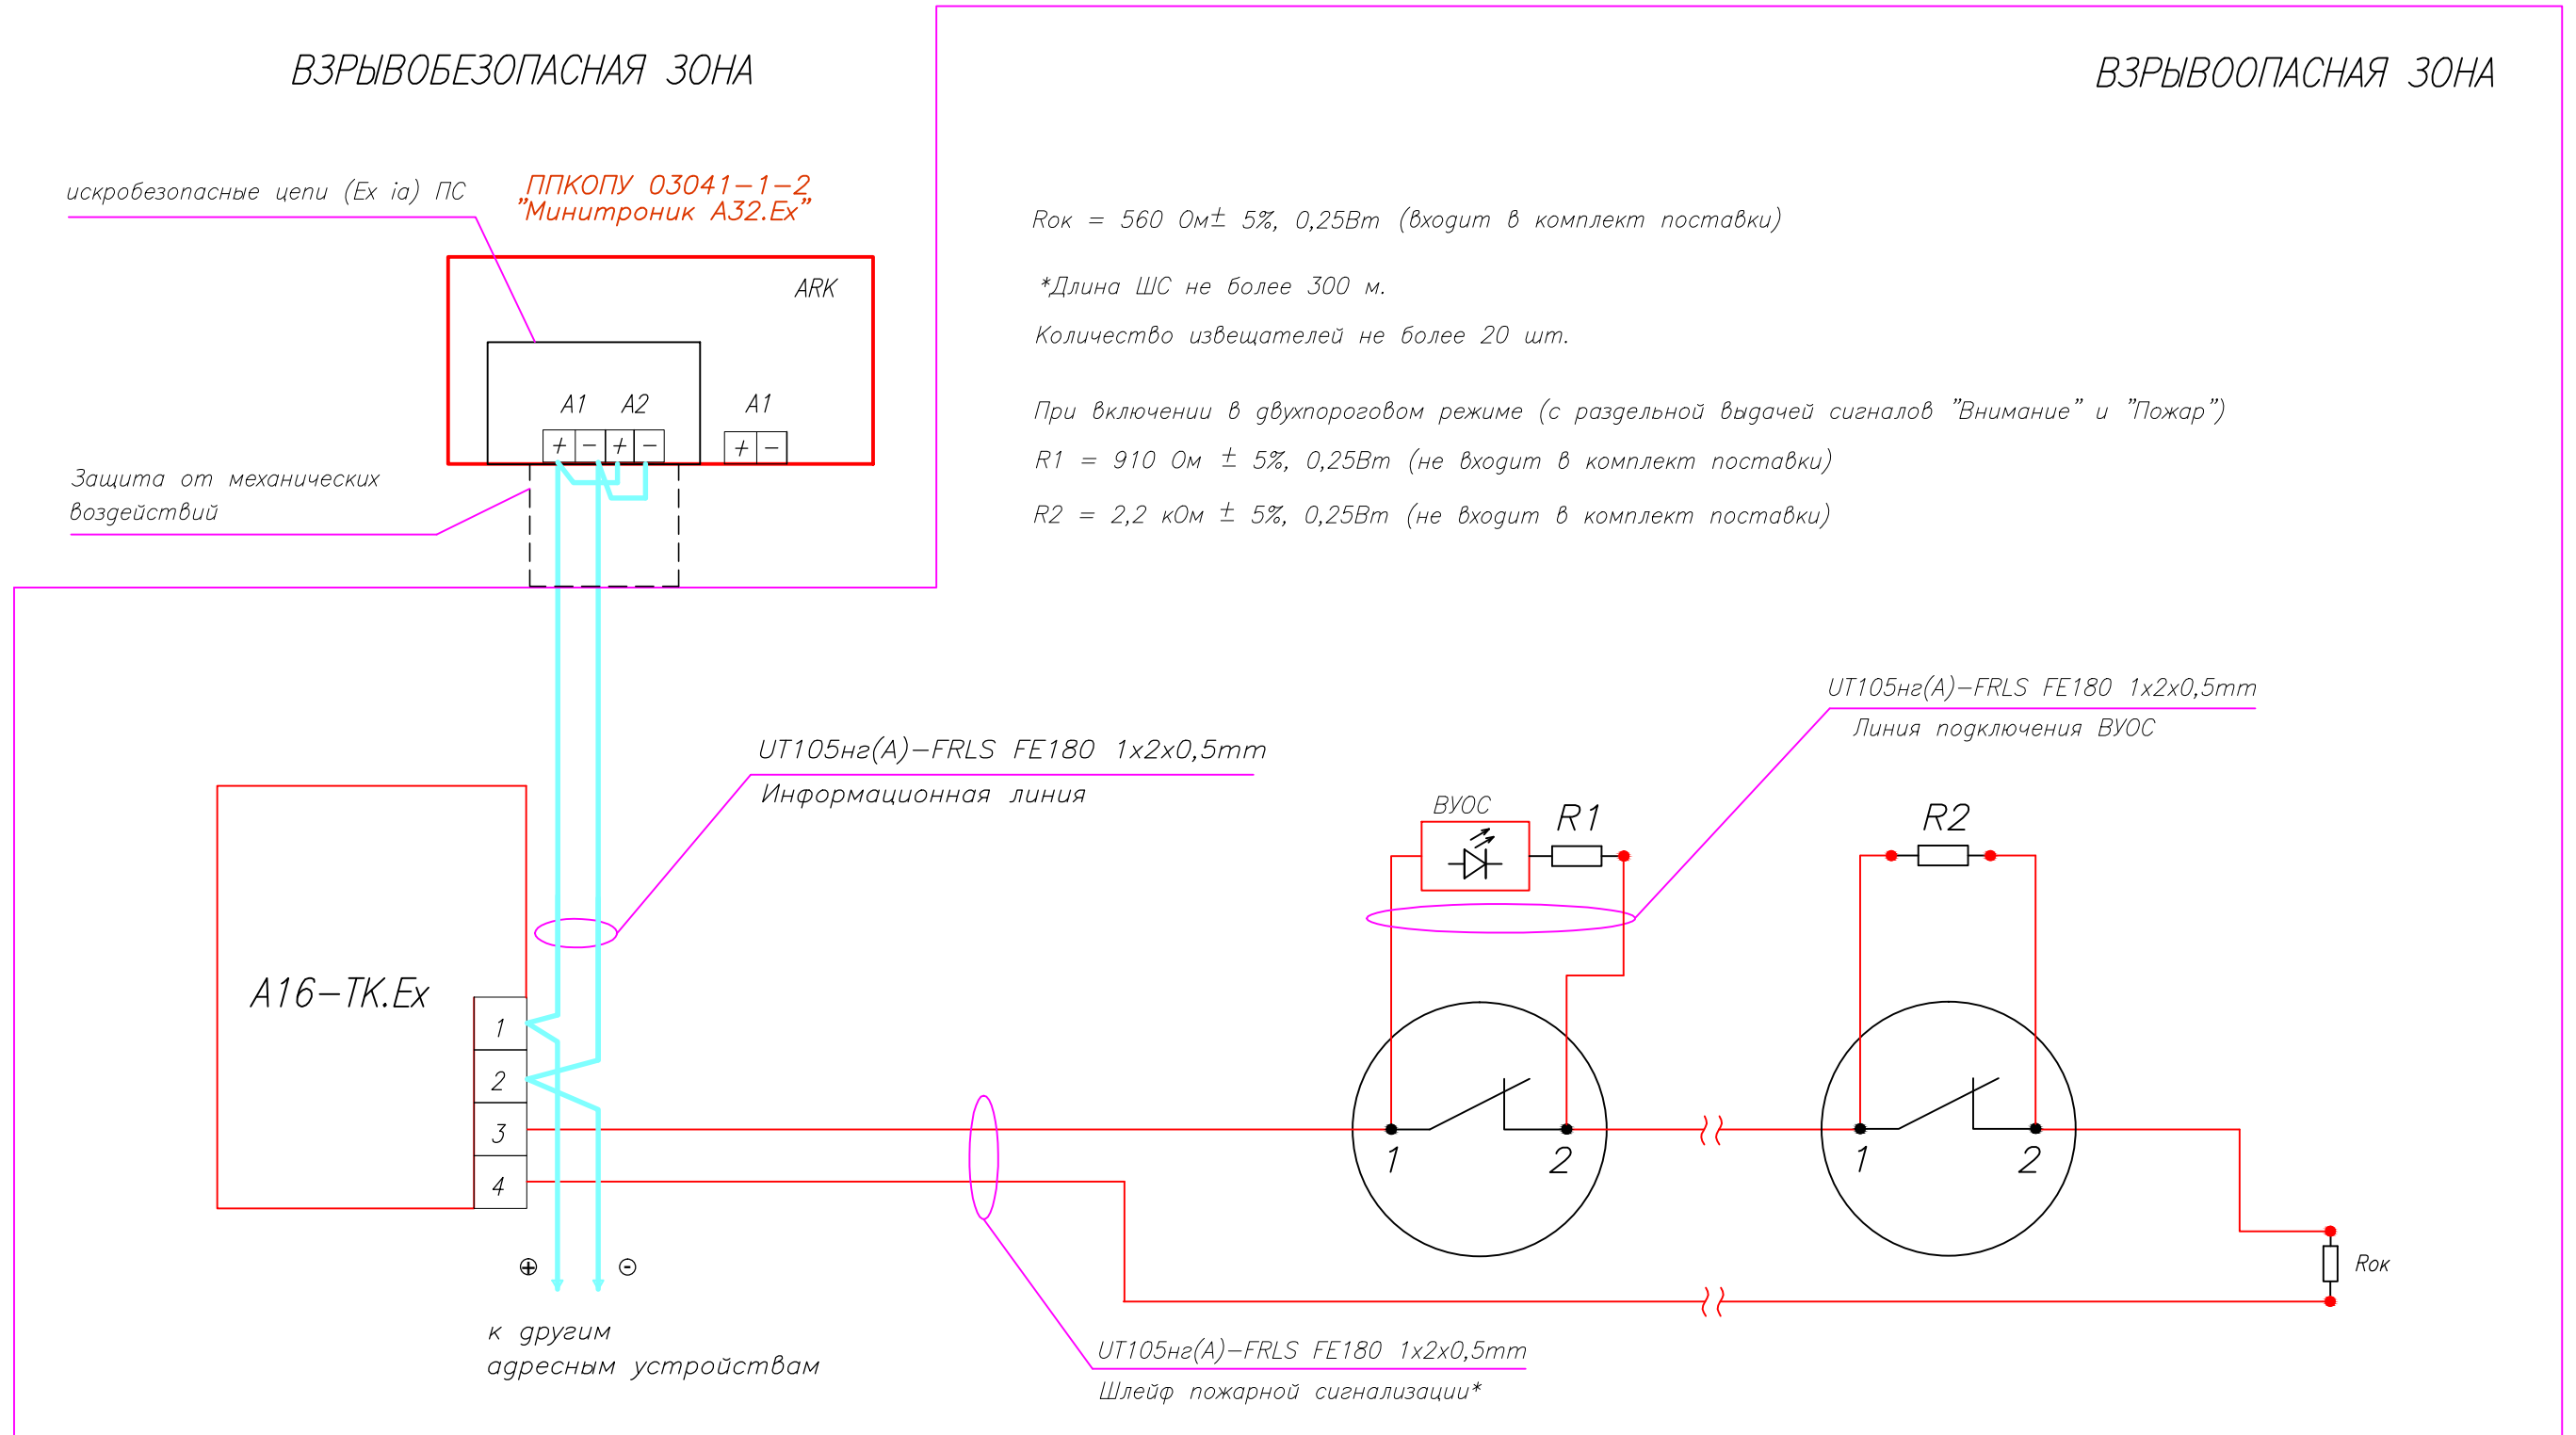 ВЗРЫВОБЕЗОПАСНАЯ ЗОНА
ВЗРЫВООПАСНАЯ ЗОНА
искробезопасные цепи (Ex ia) ПС
ППКОПУ 03041-1-2
"Минитроник А32.Ex"
ARK
A1 A2 A1
+ - + - + -
Защита от механических
воздействий
Rок = 560 Ом± 5%, 0,25Вт (входит в комплект поставки)
*Длина ШС не более 300 м.
Количество извещателей не более 20 шт.
При включении в двухпороговом режиме (с раздельной выдачей сигналов "Внимание" и "Пожар")
R1 = 910 Ом ± 5%, 0,25Вт (не входит в комплект поставки)
R2 = 2,2 кОм ± 5%, 0,25Вт (не входит в комплект поставки)
UT105нг(А)-FRLS FE180 1x2x0,5mm
Линия подключения ВУОС
UT105нг(А)-FRLS FE180 1x2x0,5mm
Информационная линия
ВУОС
R1
R2
А16-ТК.Ex
1
2
3
4
1 2
1 2
Rок
+ -
к другим
адресным устройствам
UT105нг(А)-FRLS FE180 1x2x0,5mm
Шлейф пожарной сигнализации*